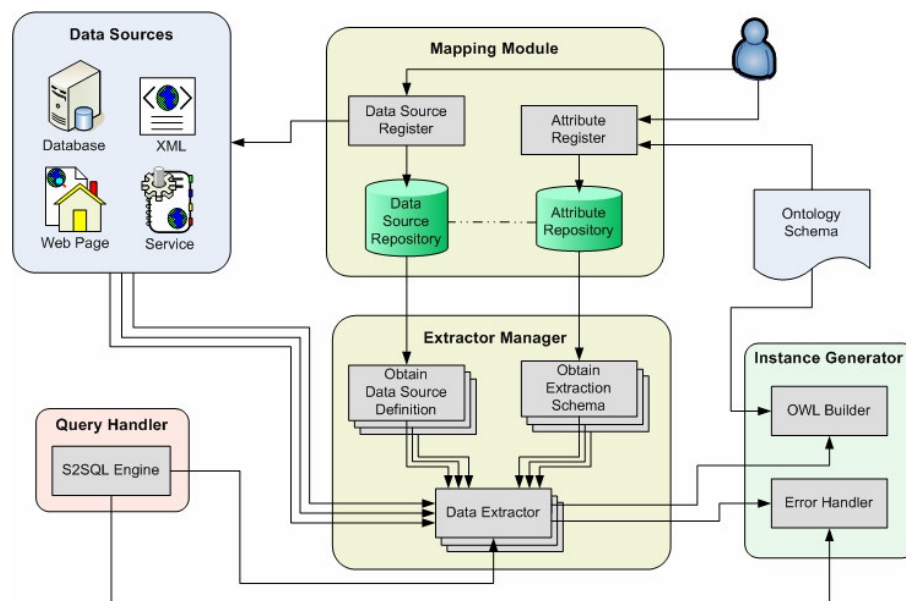 Data Sources
Database
XML
Web Page
Service
Mapping Module
Data Source
Register
Attribute
Register
Data
Source
Repository
Attribute
Repository
Ontology
Schema
Extractor Manager
Obtain
Data Source
Definition
Obtain
Extraction
Schema
Data Extractor
Query Handler
S2SQL Engine
Instance Generator
OWL Builder
Error Handler